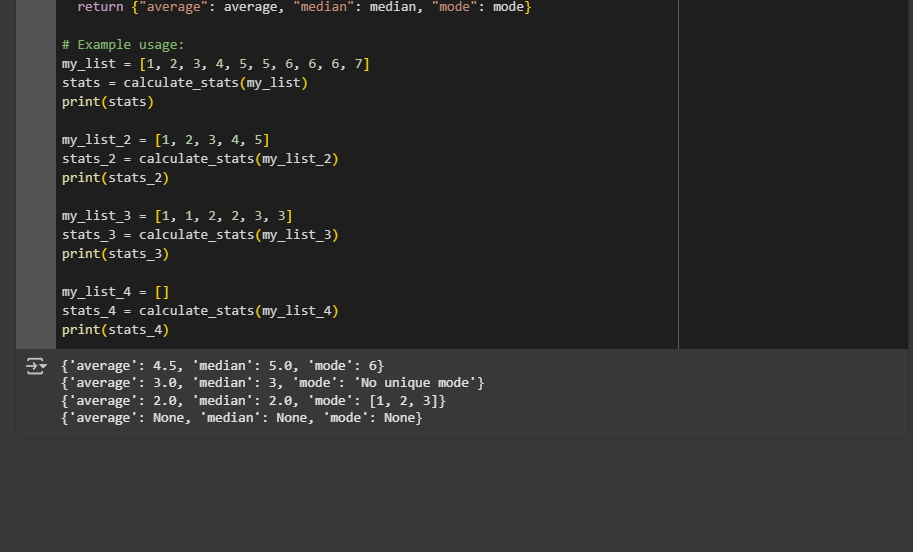 return {"average": average, "median": median, "mode": mode}
# Example usage:
my_list = [1, 2, 3, 4, 5, 5, 6, 6, 6, 7]
stats = calculate_stats(my_list)
print(stats)
my_list_2 = [1, 2, 3, 4, 5]
stats_2 = calculate_stats(my_list_2)
print(stats_2)
my_list_3 = [1, 1, 2, 2, 3, 3]
stats_3 = calculate_stats(my_list_3)
print(stats_3)
my_list_4 = []
stats_4 = calculate_stats(my_list_4)
print(stats_4)
{'average': 4.5, 'median': 5.0, 'mode': 6}
{'average': 3.0, 'median': 3, 'mode': 'No unique mode'}
{'average': 2.0, 'median': 2.0, 'mode': [1, 2, 3]}
{'average': None, 'median': None, 'mode': None}